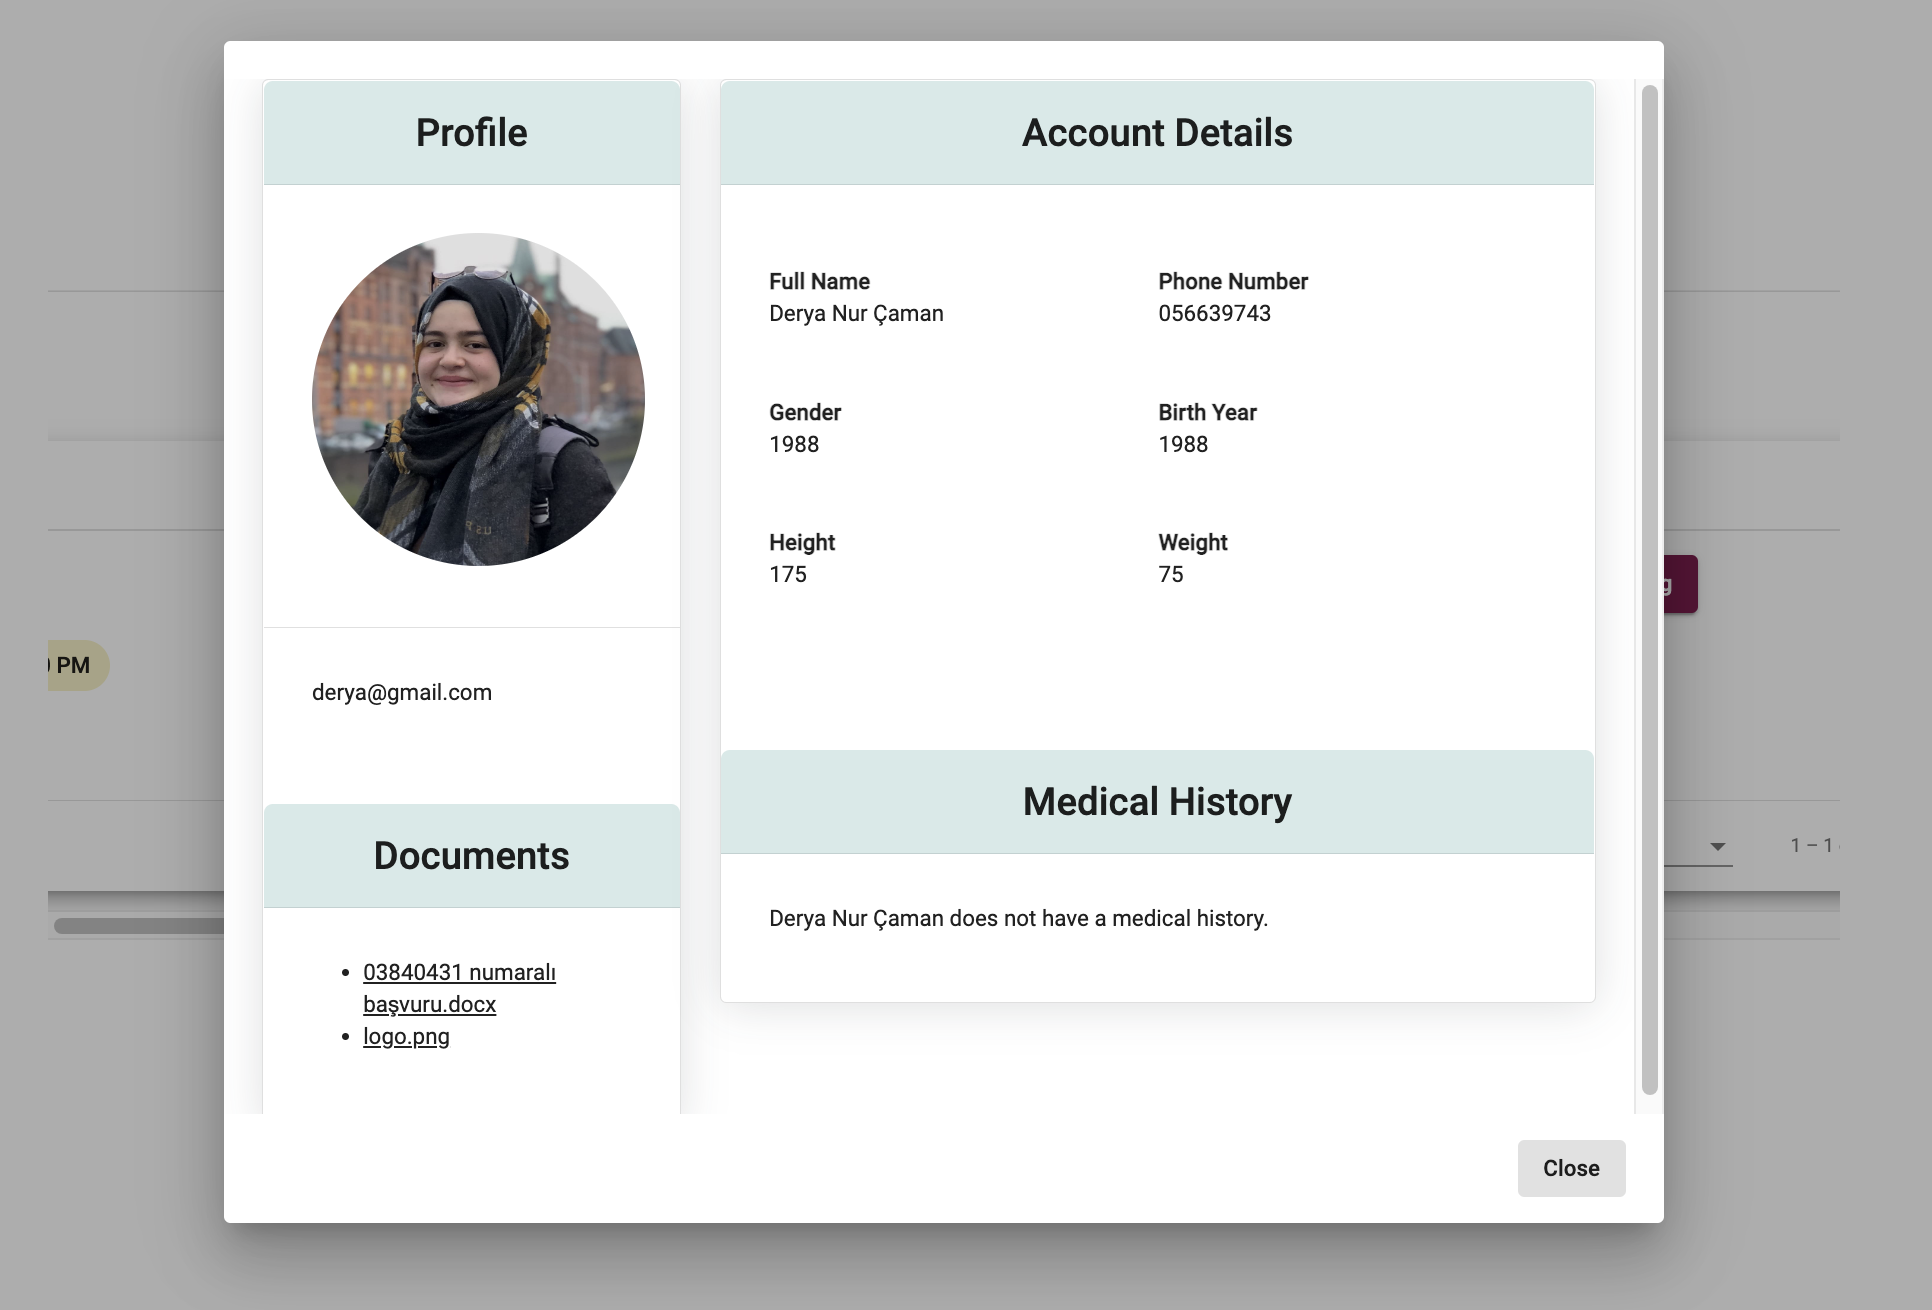 Profile
derya@gmail.com
Documents
03840431 numaralı
başvuru.docx
logo.png
Account Details
Full Name
Derya Nur Çaman
Phone Number
056639743
Gender
1988
Birth Year
1988
Height
175
Weight
75
Medical History
Derya Nur Çaman does not have a medical history.
Close
PM
1 – 1